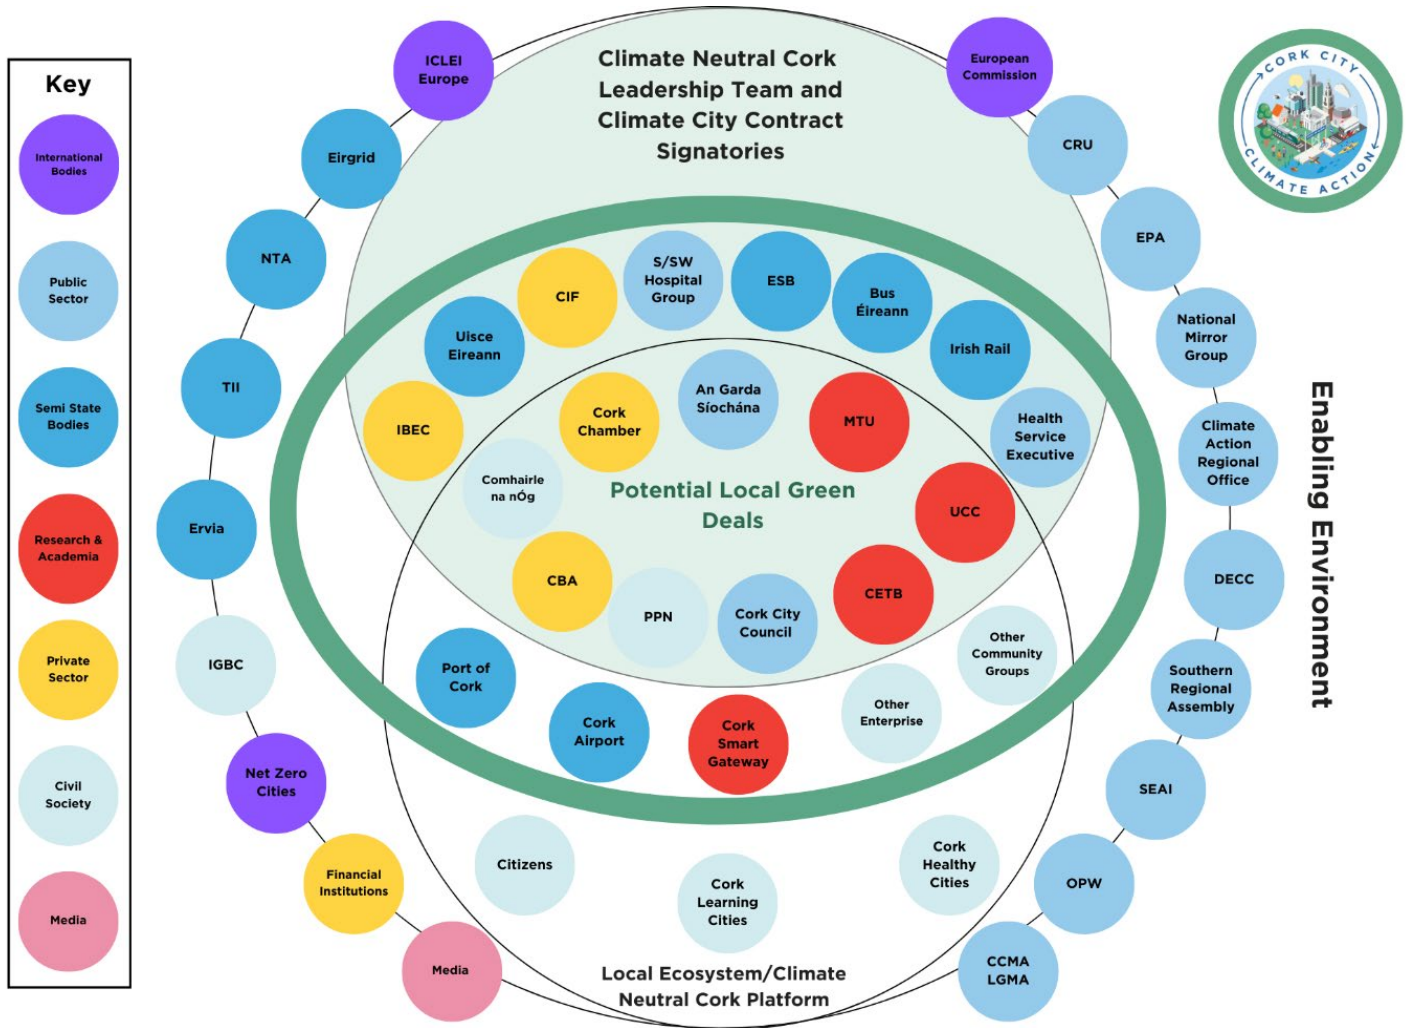 Key
International
Bodies
Public
Sector
Semi State
Bodies
Research &
Academia
Private
Sector
Civil
Society
Media
Climate Neutral Cork
Leadership Team and
Climate City Contract
Signatories
ICLEI
Europe
Eirgrid
NTA
TII
Ervia
IGBC
Net Zero
Cities
Financial
Institutions
Media
European
Commission
CRU
EPA
National
Mirror
Group
Climate
Action
Regional
Office
DECC
Southern
Regional
Assembly
SEAI
OPW
CCMA
LGMA
IBEC
Uisce
Eireann
CIF
S/SW
Hospital
Group
ESB
Bus
Éireann
Irish Rail
Health
Service
Executive
Comhairle
na nÓg
Cork
Chamber
An Garda
Síochána
MTU
UCC
Potential Local Green
Deals
CBA
PPN
Cork City
Council
CETB
Port of
Cork
Cork
Airport
Cork
Smart
Gateway
Other
Enterprise
Other
Community
Groups
Citizens
Cork
Learning
Cities
Cork
Healthy
Cities
Local Ecosystem/Climate
Neutral Cork Platform
Enabling Environment
CORK CITY
CLIMATE ACTION